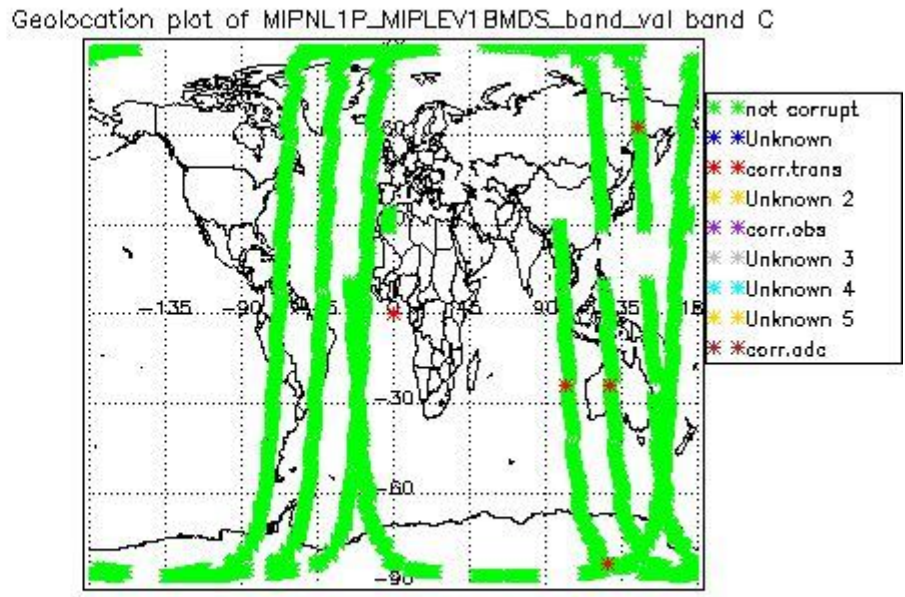 Geolocation plot of MIPNL1P_MIPLEV1BMDS_band_val band C
not corrupt
Unknown
corr.trans
Unknown 2
corr.obs
Unknown 3
Unknown 4
Unknown 5
corr.adc
60
-135 -90 90 135
-30
-60
-90